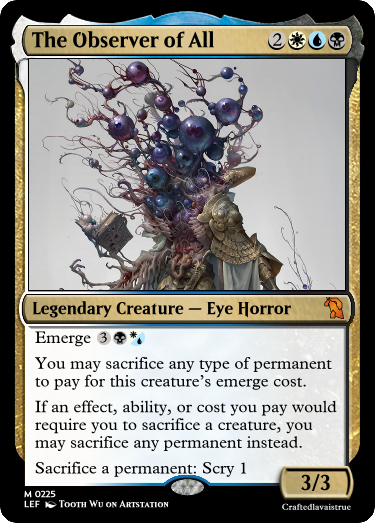 The Observer of All 2
Legendary Creature — Eye Horror
Emerge 3
You may sacrifice any type of permanent
to pay for this creature's emerge cost.
If an effect, ability, or cost you pay would
require you to sacrifice a creature, you
may sacrifice any permanent instead.
Sacrifice a permanent: Scry 1
3/3
M 0225
LEF Tooth Wu on Artstation
Craftedlavaistrue